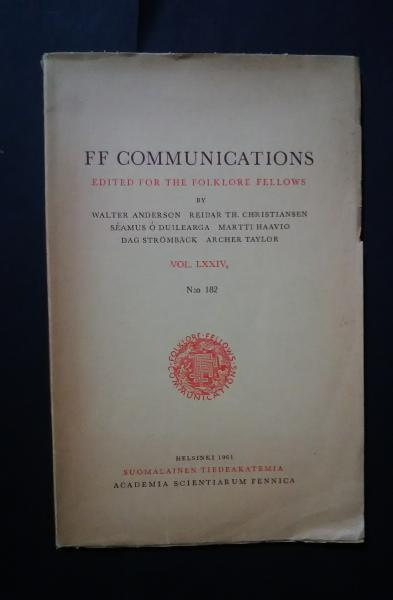 FF COMMUNICATIONS
EDITED FOR THE FOLKLORE FELLOWS
BY
WALTER ANDERSON REIDAR TH. CHRISTIANSEN
SÉAMUS Ó DUILEARGA MARTTI HAAVIO
DAG STRÖMBÄCK ARCHER TAYLOR
VOL. LXXIV
N:o 182
FOLKLORE · FELLOWS ·
COMMUNICATIONS
HELSINKI 1961
SUOMALAINEN TIEDEAKATEMIA
ACADEMIA SCIENTIARUM FENNICA